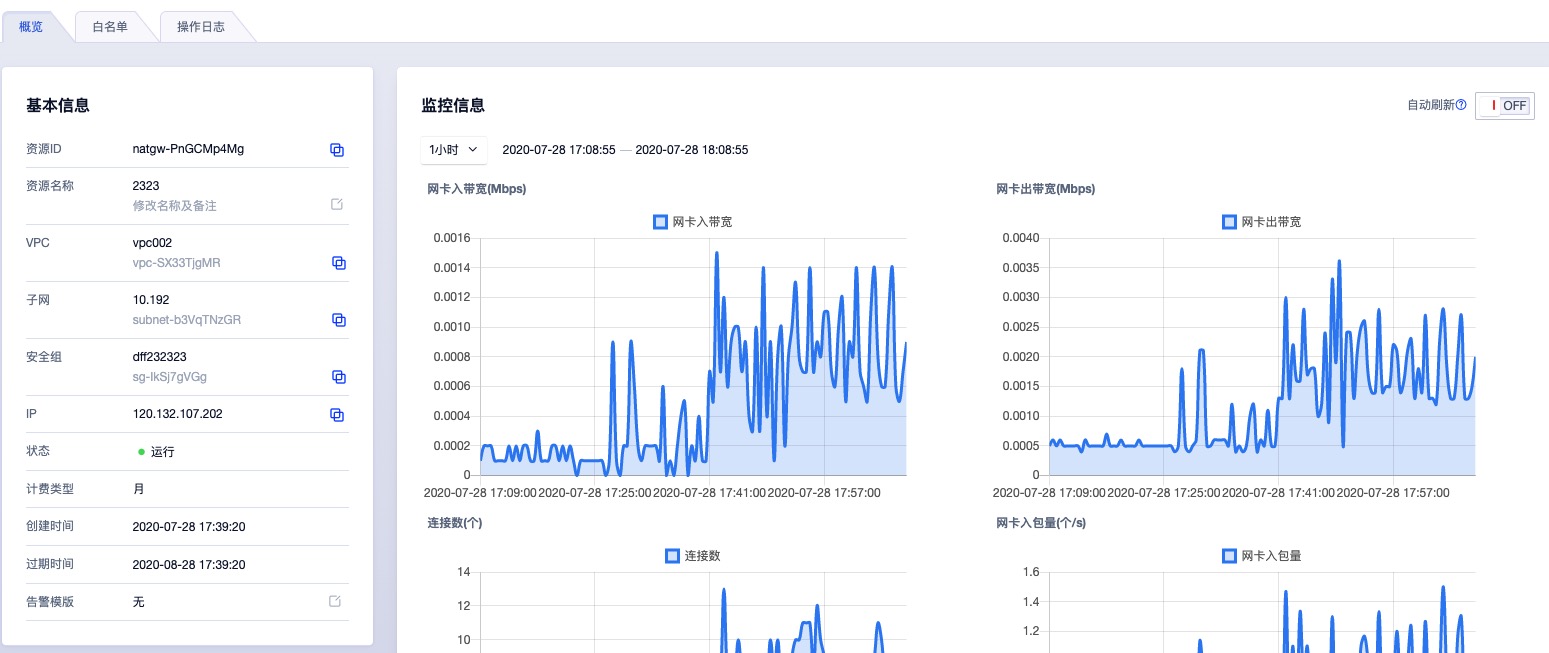 概览
白名单
操作日志
基本信息
资源ID
natgw-PnGCMp4Mg
资源名称
2323
修改名称及备注
VPC
vpc002
vpc-SX33TjgMR
子网
10.192
subnet-b3VqTNzGR
安全组
dff232323
sg-lkSj7gVGg
IP
120.132.107.202
状态
运行
计费类型
月
创建时间
2020-07-28 17:39:20
过期时间
2020-08-28 17:39:20
告警模版
无
监控信息
自动刷新
OFF
1小时
2020-07-28 17:08:55 — 2020-07-28 18:08:55
网卡入带宽(Mbps)
网卡入带宽
0.0016
0.0014
0.0012
0.0010
0.0008
0.0006
0.0004
0.0002
0
2020-07-28 17:09:00 2020-07-28 17:25:00 2020-07-28 17:41:00 2020-07-28 17:57:00
网卡出带宽(Mbps)
网卡出带宽
0.0040
0.0035
0.0030
0.0025
0.0020
0.0015
0.0010
0.0005
0
2020-07-28 17:09:00 2020-07-28 17:25:00 2020-07-28 17:41:00 2020-07-28 17:57:00
连接数(个)
连接数
14
12
10
网卡入包量(个/s)
网卡入包量
1.6
1.4
1.2